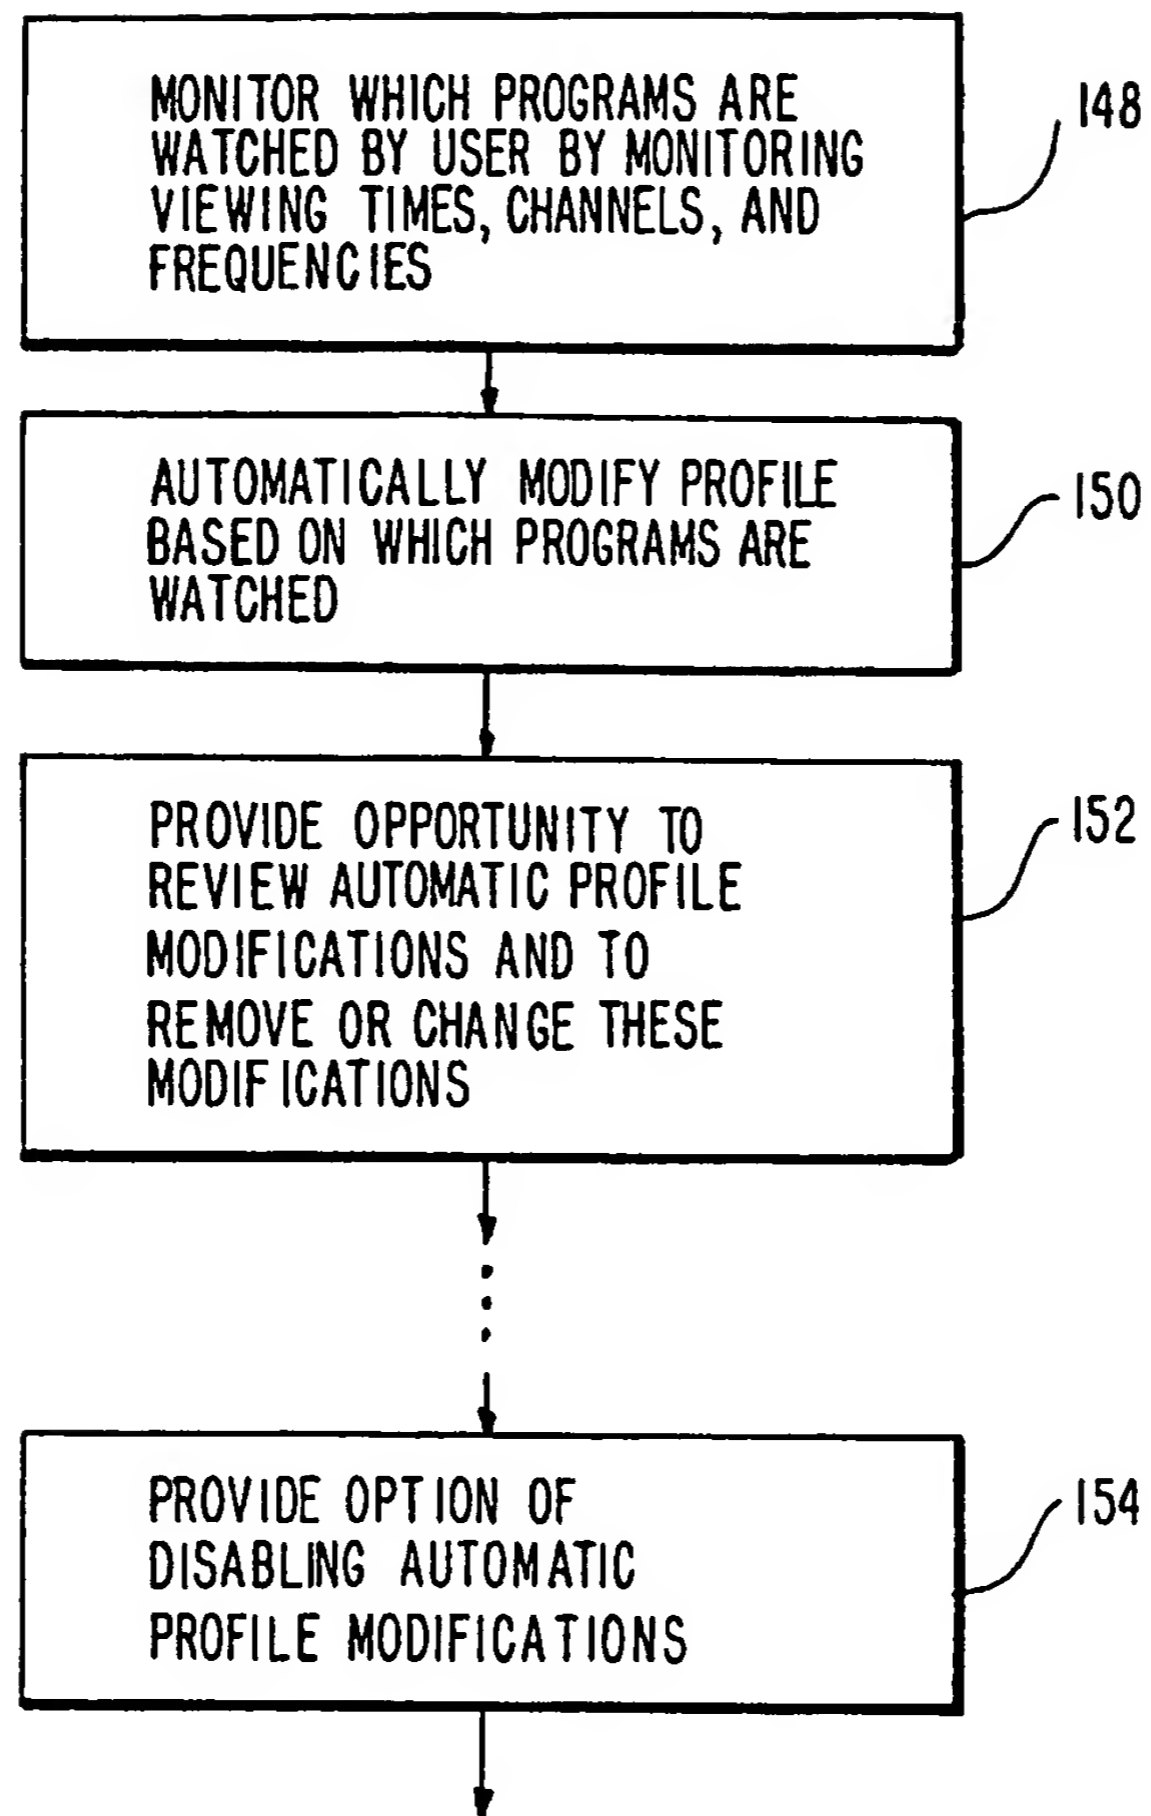 MONITOR WHICH PROGRAMS ARE
WATCHED BY USER BY MONITORING
VIEWING TIMES, CHANNELS, AND
FREQUENCIES
148
AUTOMATICALLY MODIFY PROFILE
BASED ON WHICH PROGRAMS ARE
WATCHED
150
PROVIDE OPPORTUNITY TO
REVIEW AUTOMATIC PROFILE
MODIFICATIONS AND TO
REMOVE OR CHANGE THESE
MODIFICATIONS
152
PROVIDE OPTION OF
DISABLING AUTOMATIC
PROFILE MODIFICATIONS
154